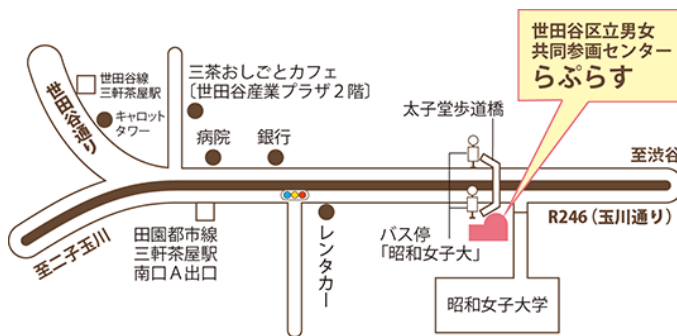 世田谷区立男女
共同参画センター
らぷらす
世田谷通り
世田谷線
三軒茶屋駅
キャロット
タワー
三茶おしごとカフェ
〔世田谷産業プラザ2階〕
病院
銀行
太子堂歩道橋
至渋谷
R246(玉川通り)
バス停
「昭和女子大」
レンタカー
田園都市線
三軒茶屋駅
南口A出口
至二子玉川
昭和女子大学